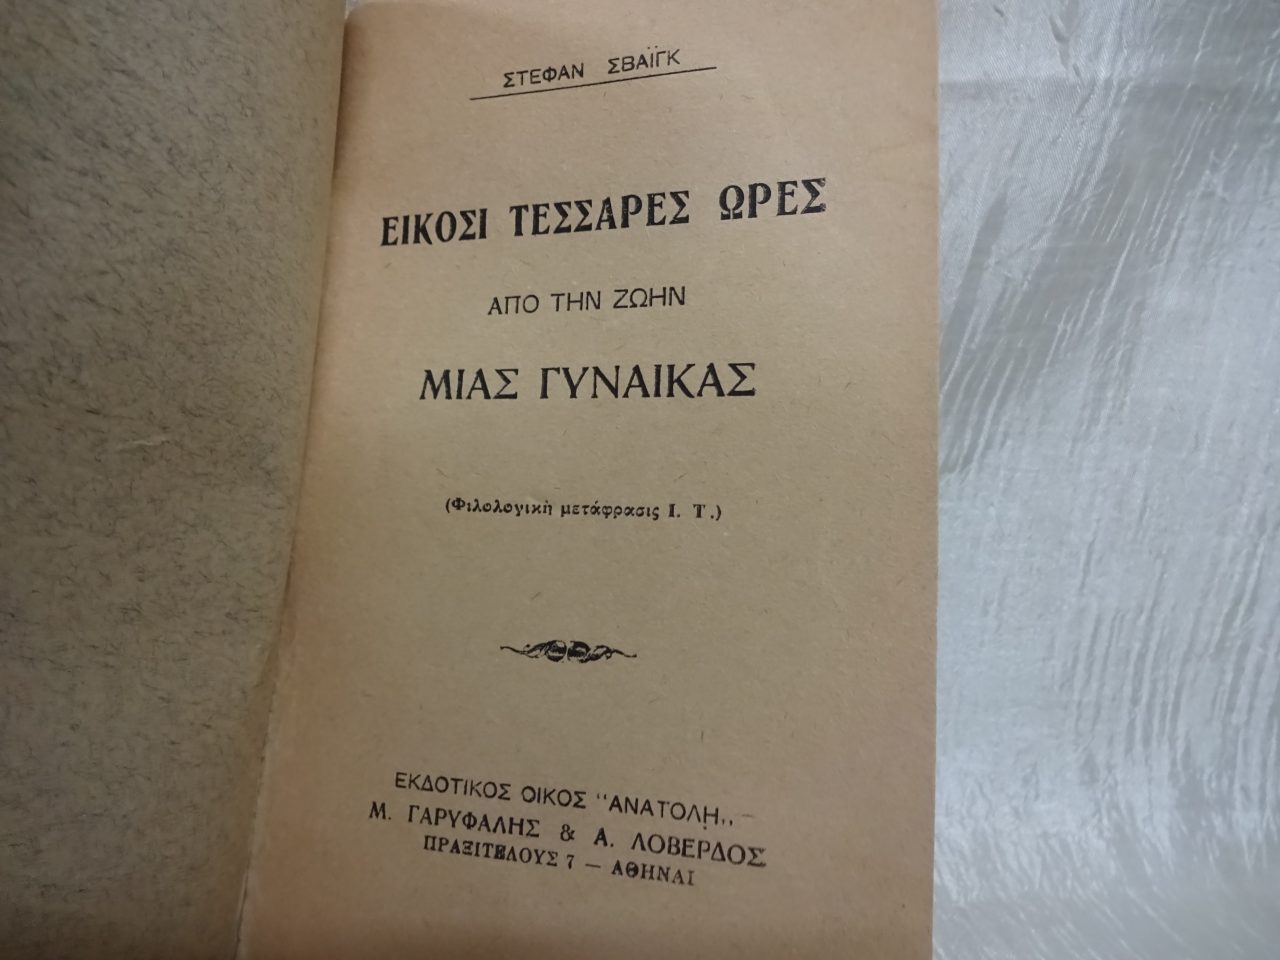 ΣΤΕΦΑΝ ΣΒΑΪΓΚ
ΕΙΚΟΣΙ ΤΕΣΣΑΡΕΣ ΩΡΕΣ
ΑΠΟ ΤΗΝ ΖΩΗΝ
ΜΙΑΣ ΓΥΝΑΙΚΑΣ
(Φιλολογικὴ μετάφρασις Ι. Τ.)
ΕΚΔΟΤΙΚΟΣ ΟΙΚΟΣ "ΑΝΑΤΟΛΗ,,
Μ. ΓΑΡΥΦΑΛΗΣ & Α. ΛΟΒΕΡΔΟΣ
ΠΡΑΞΙΤΕΛΟΥΣ 7 — ΑΘΗΝΑΙ